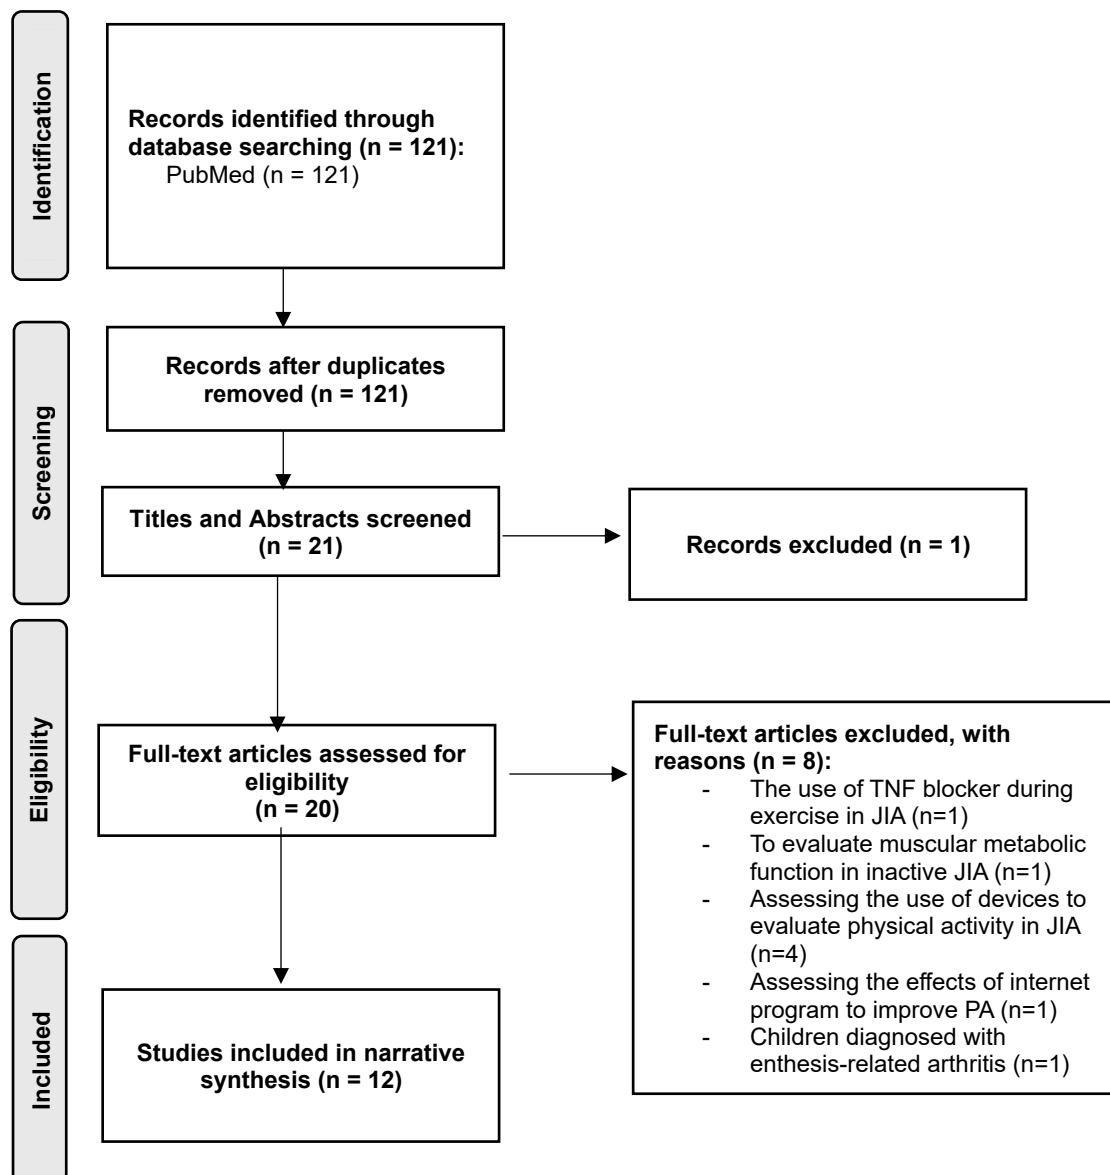 Identification
Records identified through
database searching (n = 121):
PubMed (n = 121)
Screening
Records after duplicates
removed (n = 121)
Titles and Abstracts screened
(n = 21)
Records excluded (n = 1)
Eligibility
Full-text articles assessed for
eligibility
(n = 20)
Full-text articles excluded, with
reasons (n = 8):
- The use of TNF blocker during
exercise in JIA (n=1)
- To evaluate muscular metabolic
function in inactive JIA (n=1)
- Assessing the use of devices to
evaluate physical activity in JIA
(n=4)
- Assessing the effects of internet
program to improve PA (n=1)
- Children diagnosed with
enthesis-related arthritis (n=1)
Included
Studies included in narrative
synthesis (n = 12)